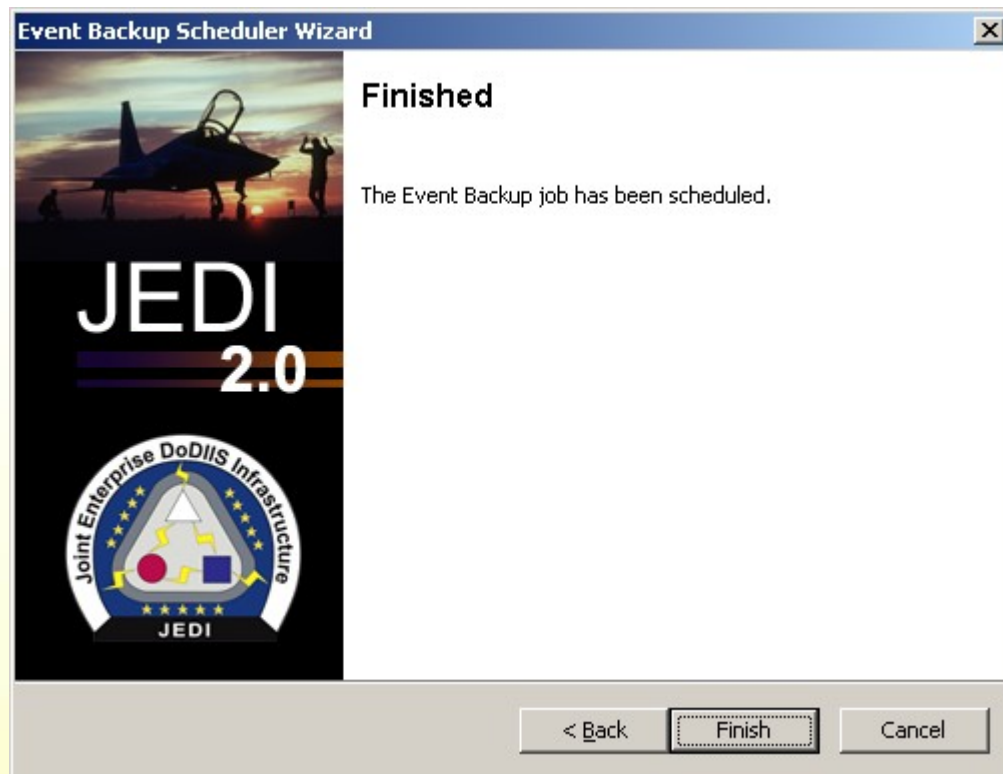 Event Backup Scheduler Wizard
Finished
The Event Backup job has been scheduled.
JEDI
2.0
Joint Enterprise DoDIIS Infrastructure
JEDI
< Back
Finish
Cancel